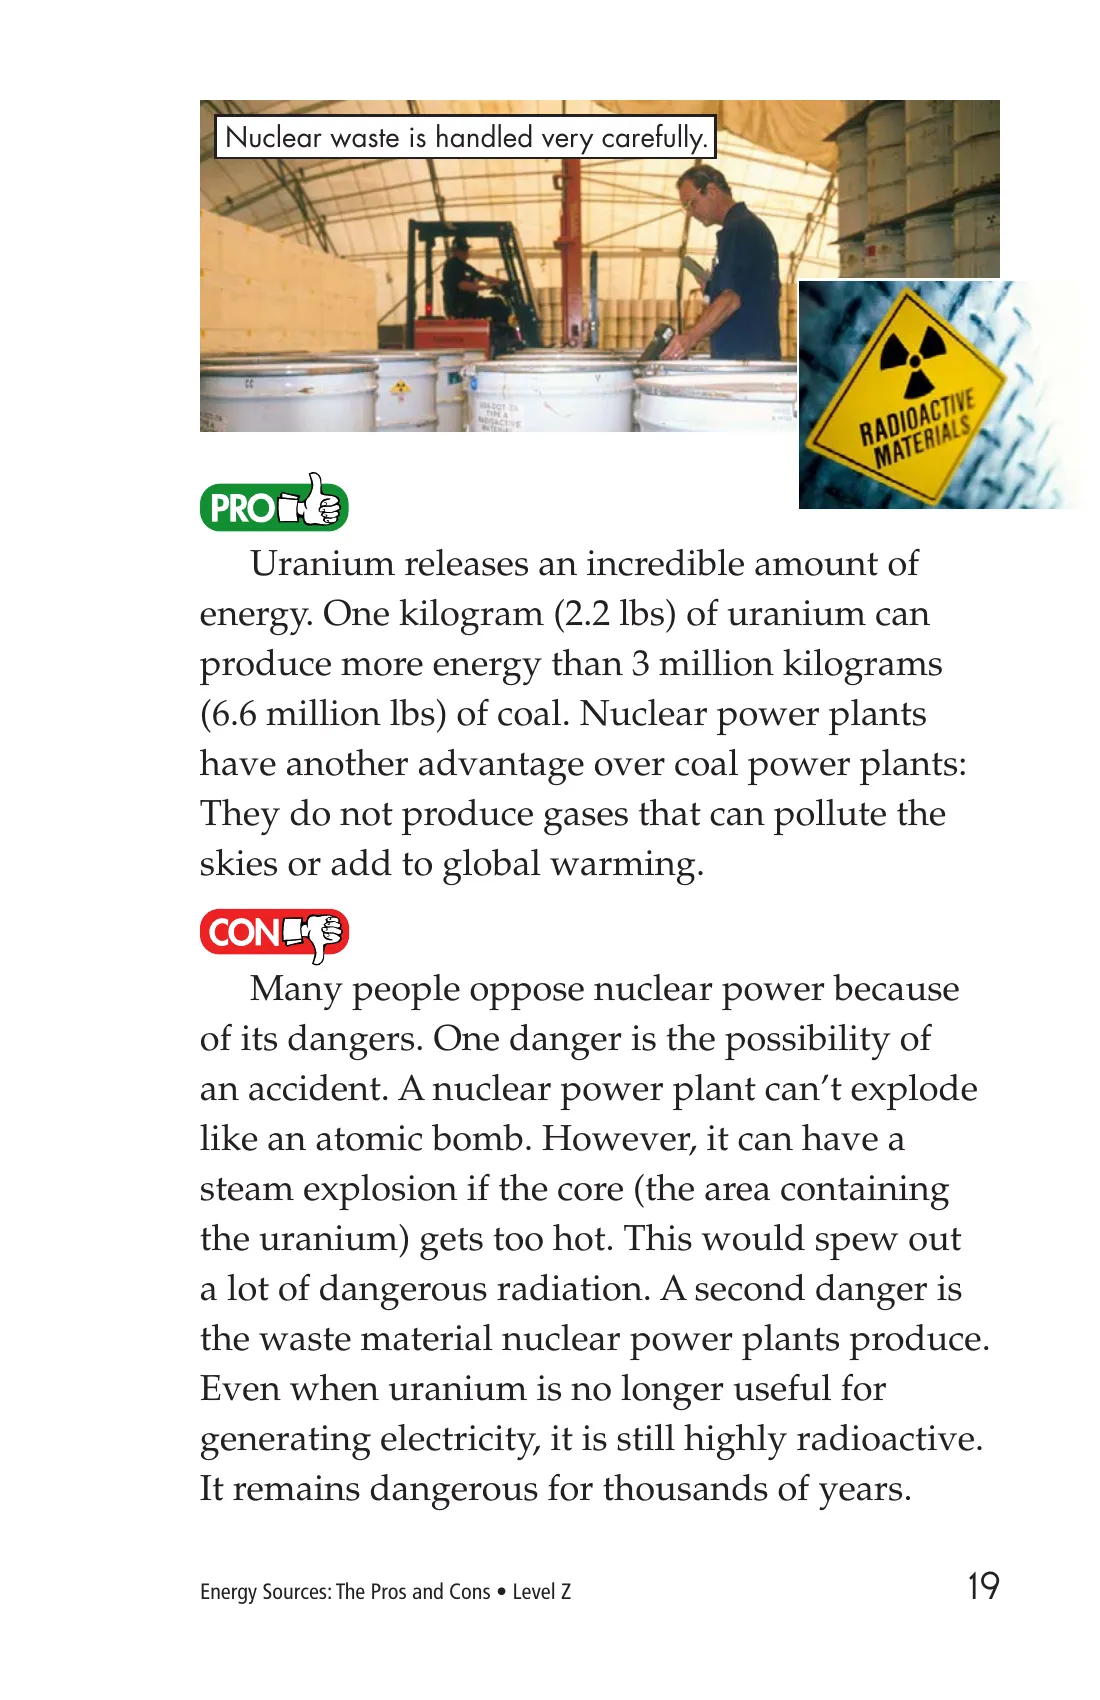 Nuclear waste is handled very carefully.
CC
V
TYPE A
RADIOACTIVE
MATERIAL
RADIOACTIVE
MATERIALS
PRO
Uranium releases an incredible amount of
energy. One kilogram (2.2 lbs) of uranium can
produce more energy than 3 million kilograms
(6.6 million lbs) of coal. Nuclear power plants
have another advantage over coal power plants:
They do not produce gases that can pollute the
skies or add to global warming.
CON
Many people oppose nuclear power because
of its dangers. One danger is the possibility of
an accident. A nuclear power plant can’t explode
like an atomic bomb. However, it can have a
steam explosion if the core (the area containing
the uranium) gets too hot. This would spew out
a lot of dangerous radiation. A second danger is
the waste material nuclear power plants produce.
Even when uranium is no longer useful for
generating electricity, it is still highly radioactive.
It remains dangerous for thousands of years.
Energy Sources: The Pros and Cons • Level Z
19